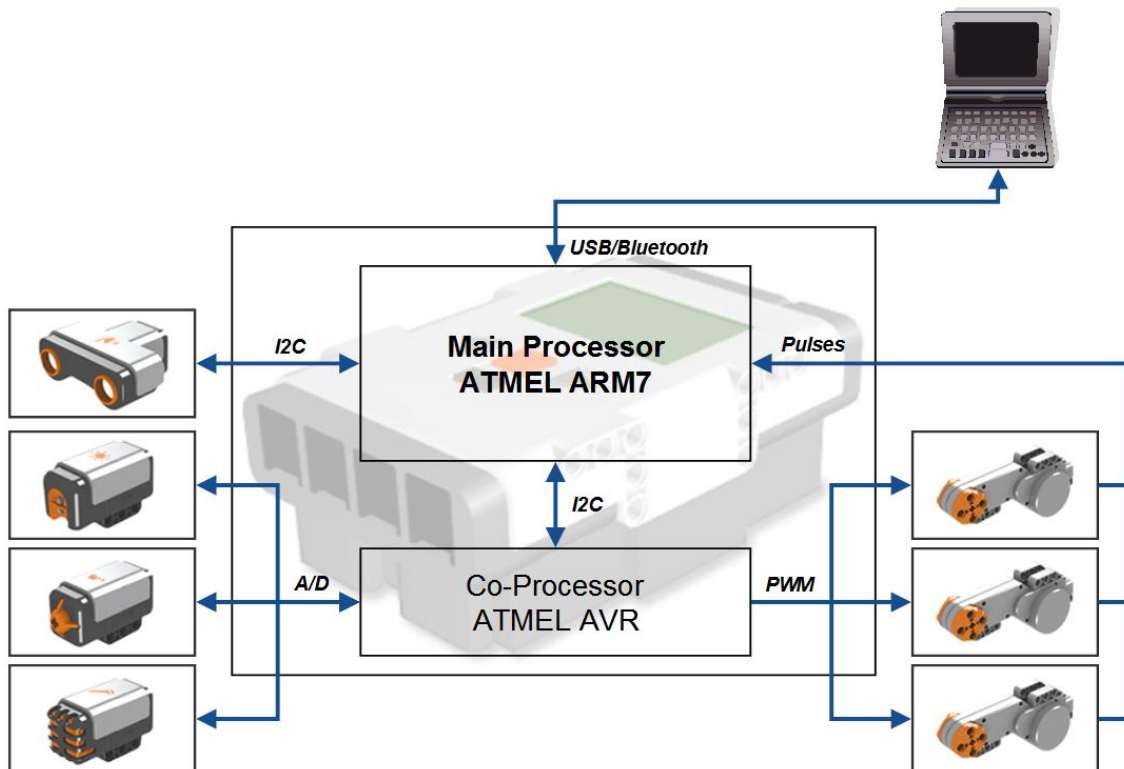 USB/Bluetooth
I2C
Main Processor
ATMEL ARM7
Pulses
I2C
A/D
Co-Processor
ATMEL AVR
PWM